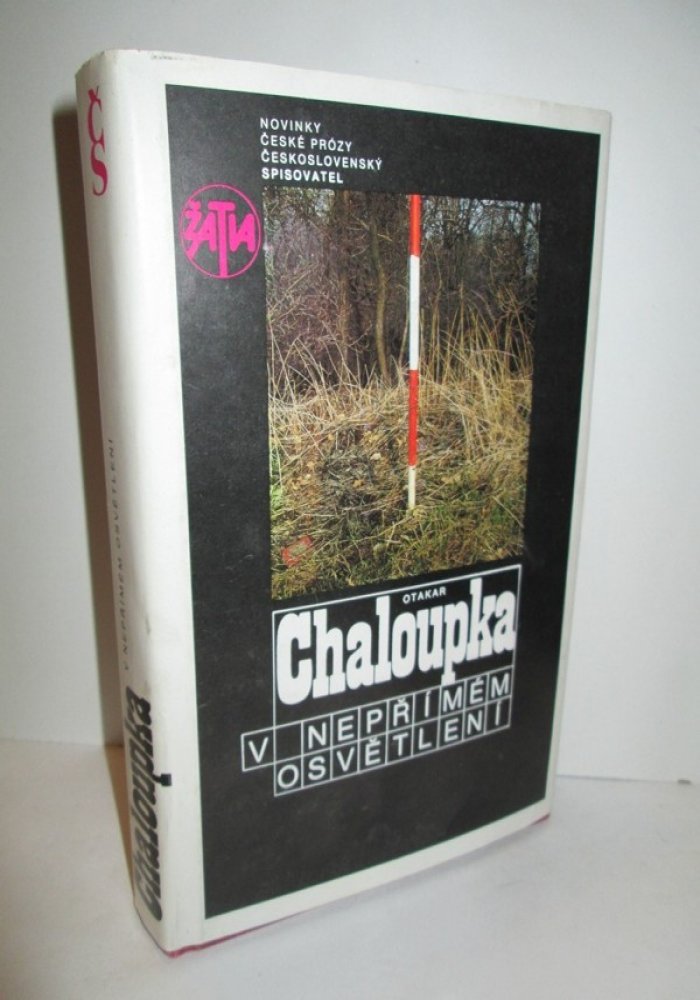 ČS
V NEPŘÍMÉM OSVĚTLENÍ
Chaloupka
NOVINKY
ČESKÉ PRÓZY
ČESKOSLOVENSKÝ
SPISOVATEL
ŽATVA
OTAKAR
Chaloupka
V NEPŘÍMÉM
OSVĚTLENÍ